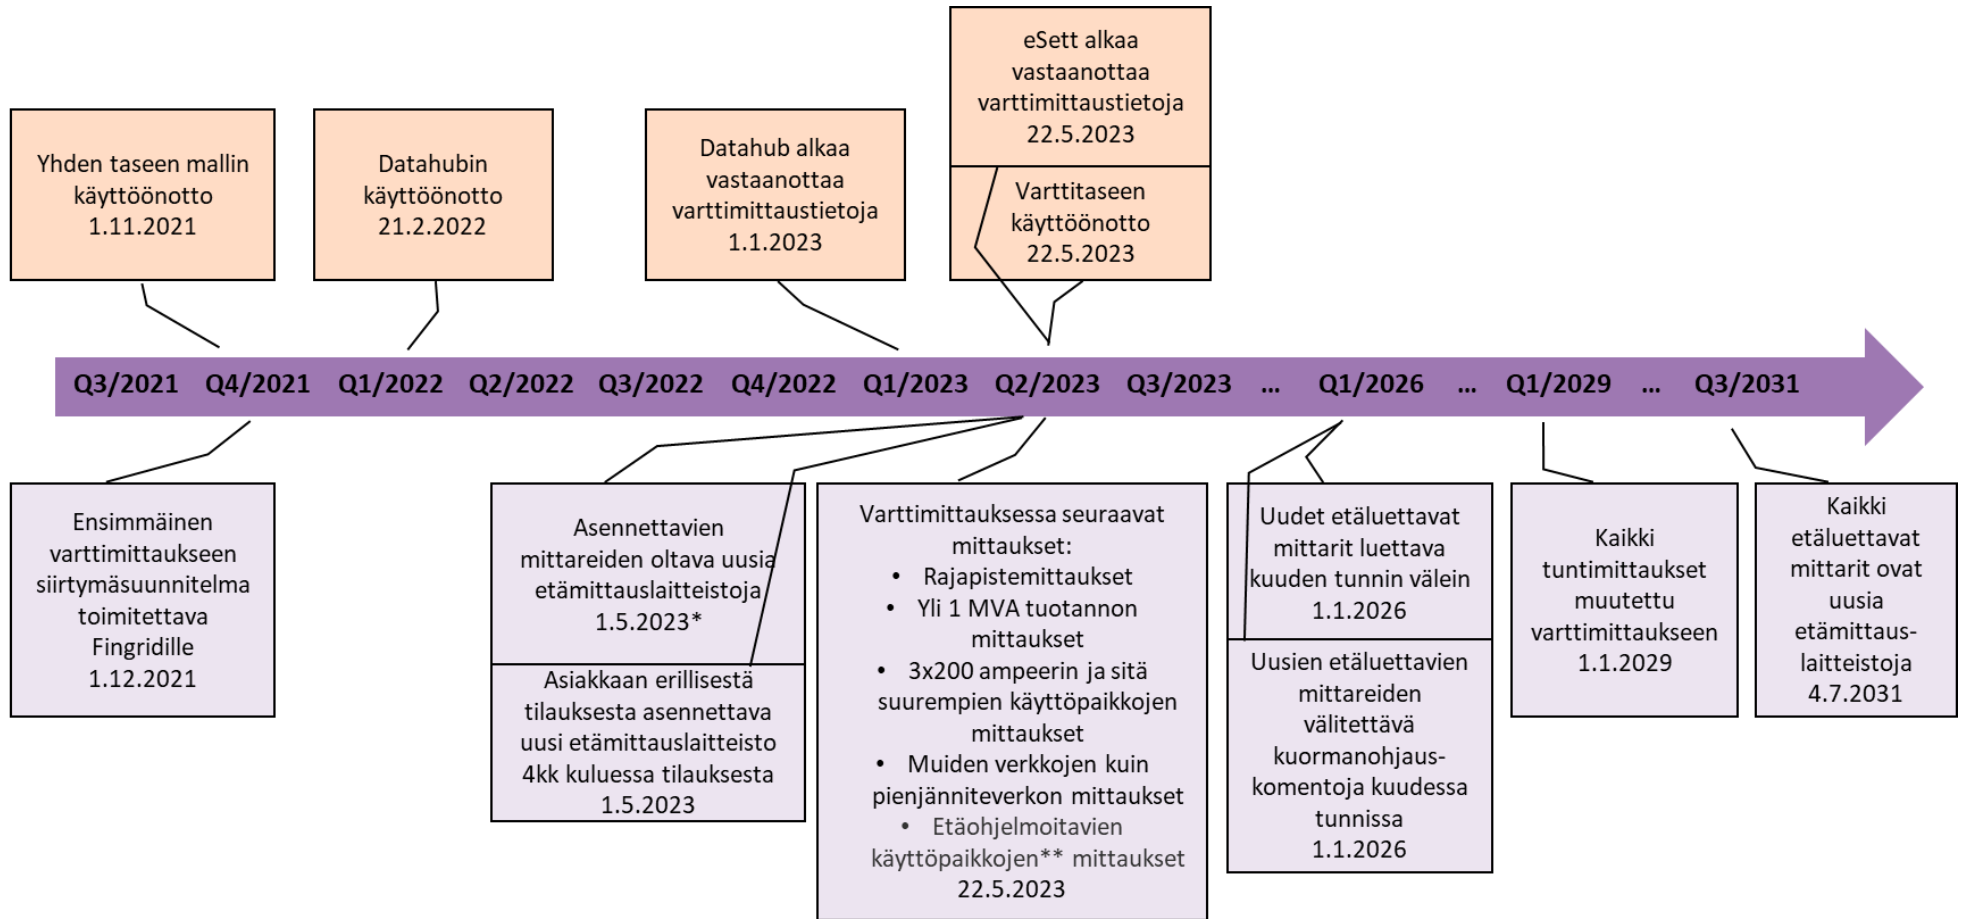 Yhden taseen mallin
käyttöönotto
1.11.2021
Datahubin
käyttöönotto
21.2.2022
Datahub alkaa
vastaanottaa
varttimittaustietoja
1.1.2023
eSett alkaa
vastaanottaa
varttimittaustietoja
22.5.2023
Varttitaseen
käyttöönotto
22.5.2023
Q3/2021 Q4/2021 Q1/2022 Q2/2022 Q3/2022 Q4/2022 Q1/2023 Q2/2023 Q3/2023 ... Q1/2026 ... Q1/2029 ... Q3/2031
Ensimmäinen
varttimittaukseen
siirtymäsuunnitelma
toimitettava
Fingridille
1.12.2021
Asennettavien
mittareiden oltava uusia
etämittauslaitteistoja
1.5.2023*
Asiakkaan erillisestä
tilauksesta asennettava
uusi etämittauslaitteisto
4kk kuluessa tilauksesta
1.5.2023
Varttimittauksessa seuraavat
mittaukset:
• Rajapistemittaukset
• Yli 1 MVA tuotannon
mittaukset
• 3x200 ampeerin ja sitä
suurempien käyttöpaikkojen
mittaukset
• Muiden verkkojen kuin
pienjänniteverkon mittaukset
• Etäohjelmoitavien
käyttöpaikkojen** mittaukset
22.5.2023
Uudet etäluettavat
mittarit luettava
kuuden tunnin välein
1.1.2026
Uusien etäluettavien
mittareiden
välitettävä
kuormanohjaus-
komentoja kuudessa
tunnissa
1.1.2026
Kaikki
tuntimittaukset
muutettu
varttimittaukseen
1.1.2029
Kaikki
etäluettavat
mittarit ovat
uusia
etämittaus-
laitteistoja
4.7.2031